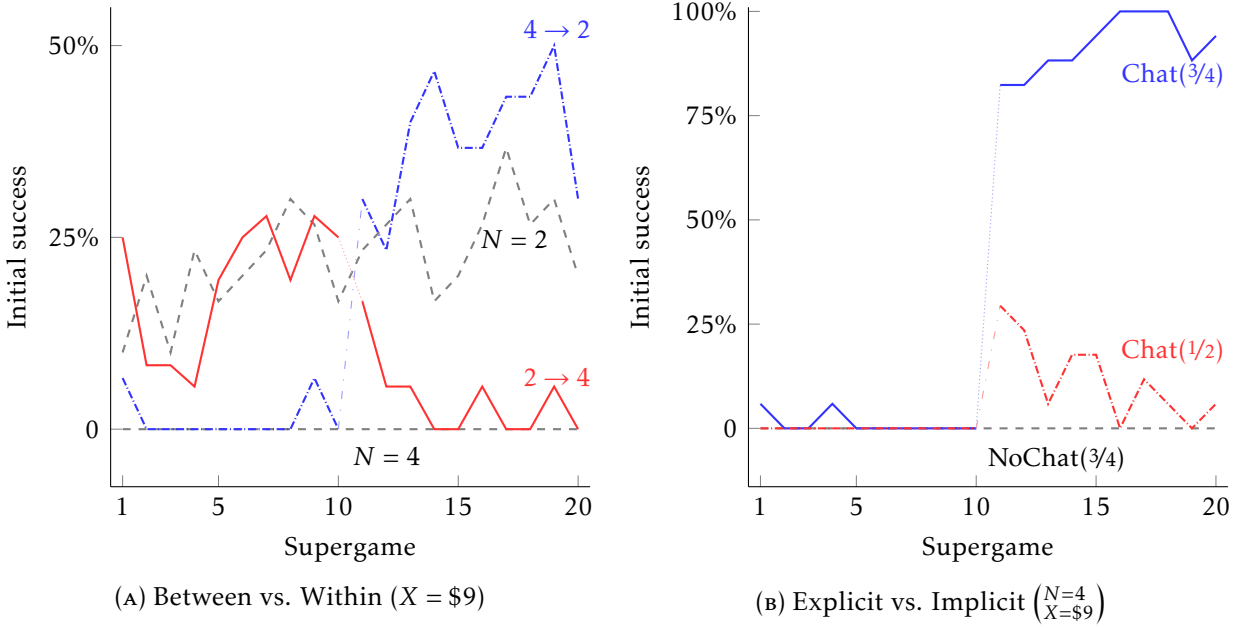 50%
25%
0
Initial success
4 → 2
N = 2
2 → 4
N = 4
1
5
10
15
20
Supergame
(A) Between vs. Within (X = $9)
100%
75%
50%
25%
0
Initial success
Chat(3/4)
Chat(1/2)
NoChat(3/4)
1
5
10
15
20
Supergame
(B) Explicit vs. Implicit (N=4 X=$9)